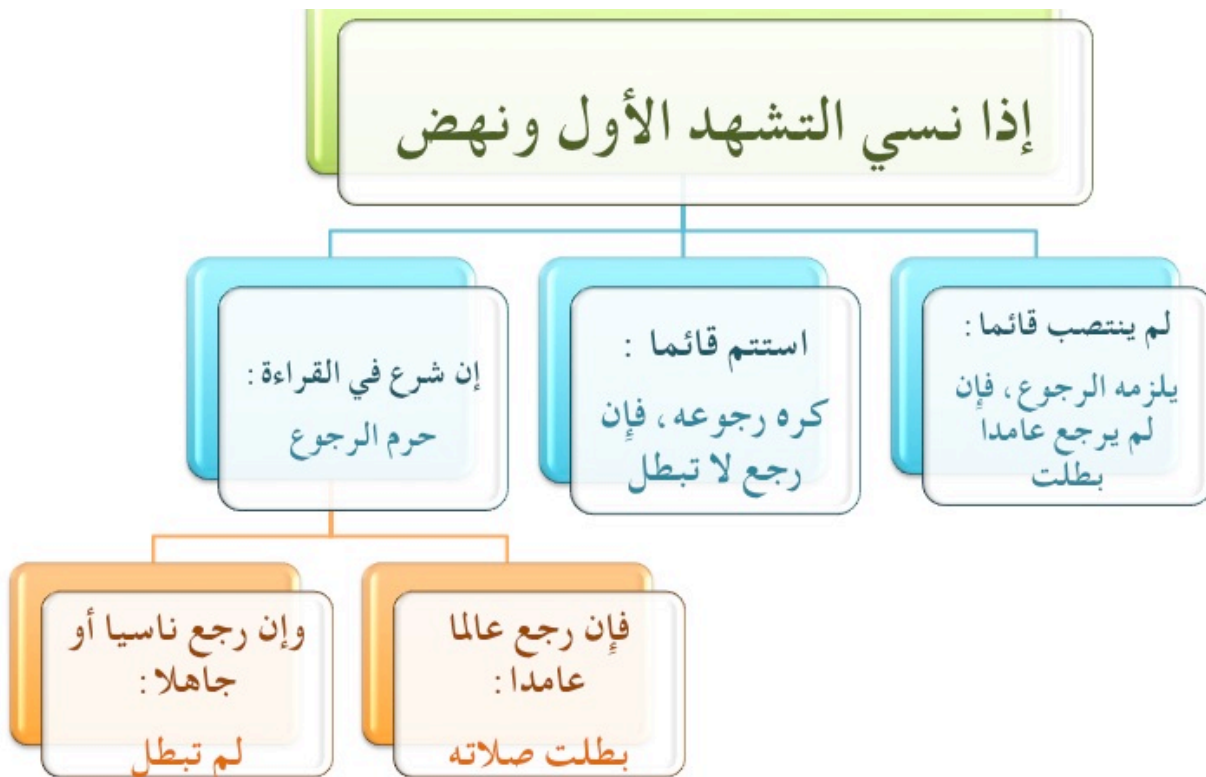 إذا نسي التشهد الأول ونهض
لم ينتصب قائما :
يلزمه الرجوع، فإن
لم يرجع عامدا
بطلت
استتم قائما :
كره رجوعه، فإن
رجع لا تبطل
إن شرع في القراءة :
حرم الرجوع
فإن رجع عالما
عامدا :
بطلت صلاته
وإن رجع ناسيا أو
جاهلا :
لم تبطل